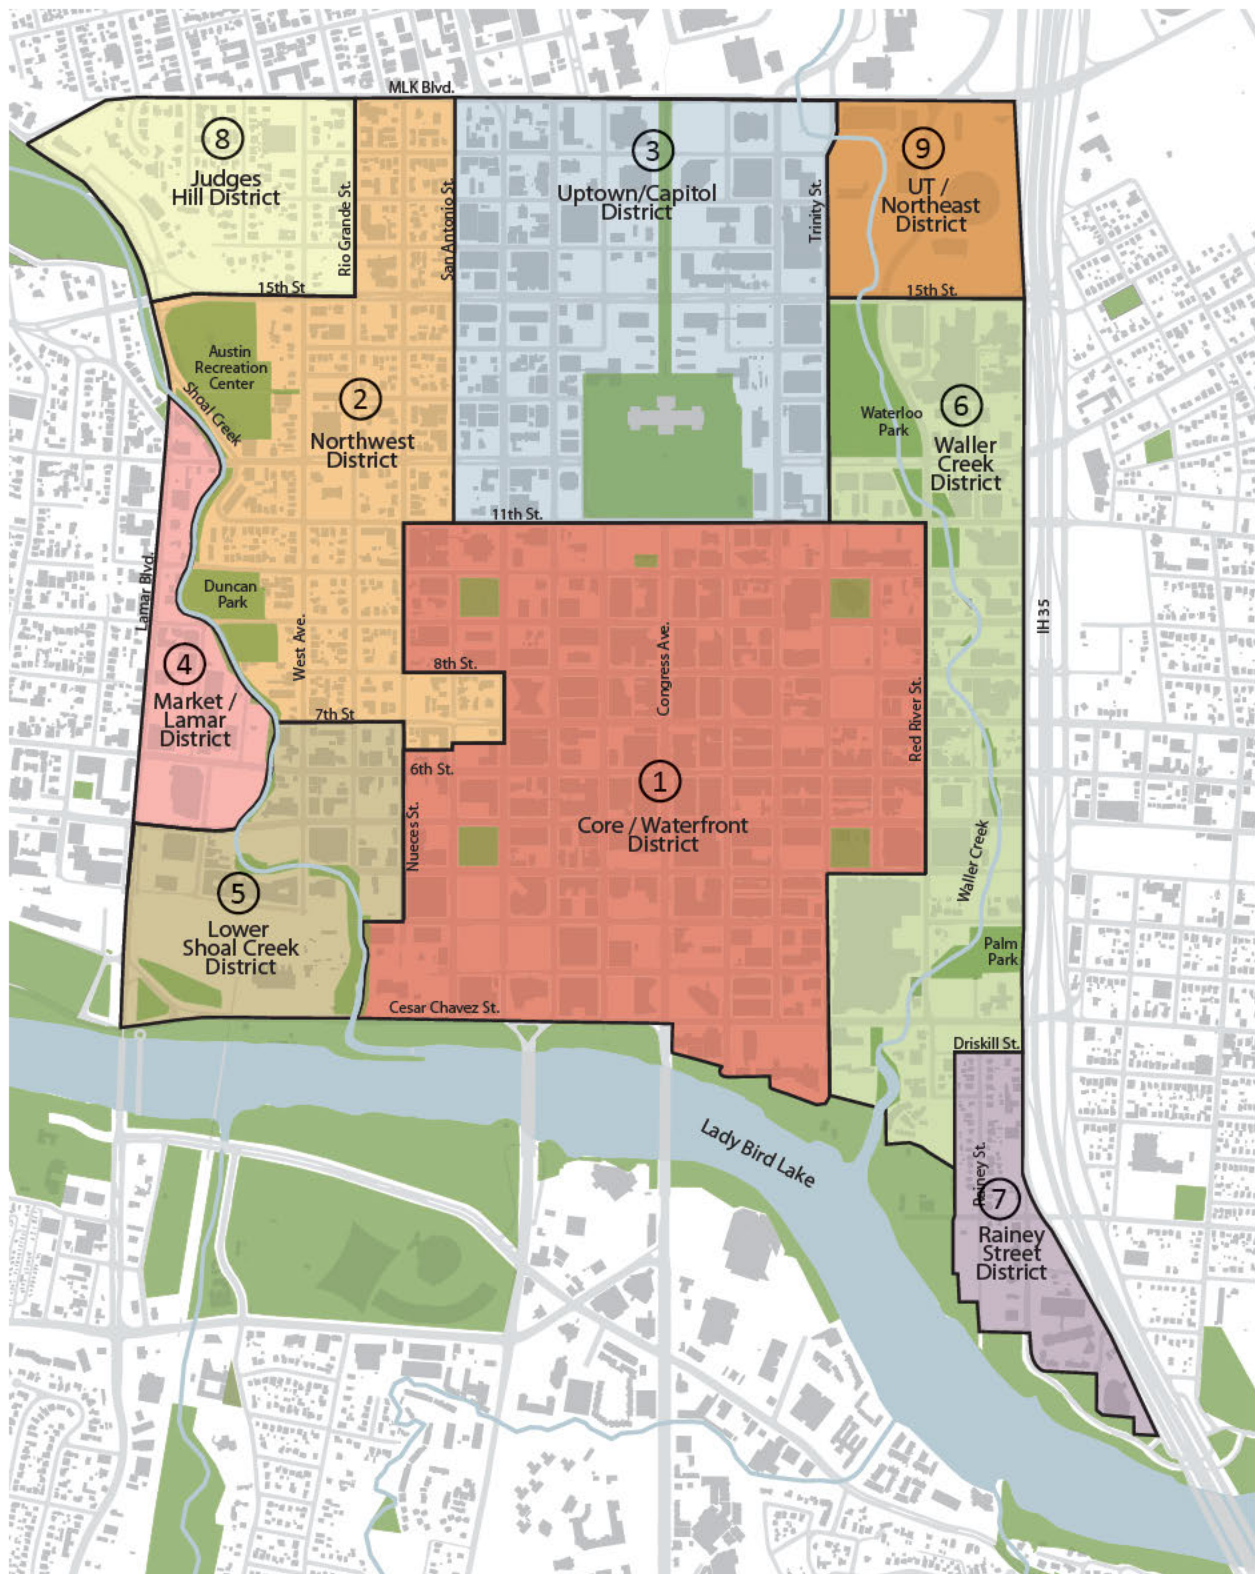 MLK Blvd.
8
Judges
Hill District
Rio Grande St.
San Antonio St.
3
Uptown/Capitol
District
Trinity St.
9
UT /
Northeast
District
15th St
15th St.
Austin
Recreation
Center
Shoal Creek
2
Northwest
District
Waterloo
Park
6
Waller
Creek
District
11th St.
Lamar Blvd.
Duncan
Park
West Ave.
Congress Ave.
IH 35
4
Market /
Lamar
District
8th St.
7th St
Red River St.
6th St.
1
Core / Waterfront
District
Nueces St.
Waller Creek
5
Lower
Shoal Creek
District
Palm
Park
Cesar Chavez St.
Driskill St.
Lady Bird Lake
Rainey St.
7
Rainey
Street
District